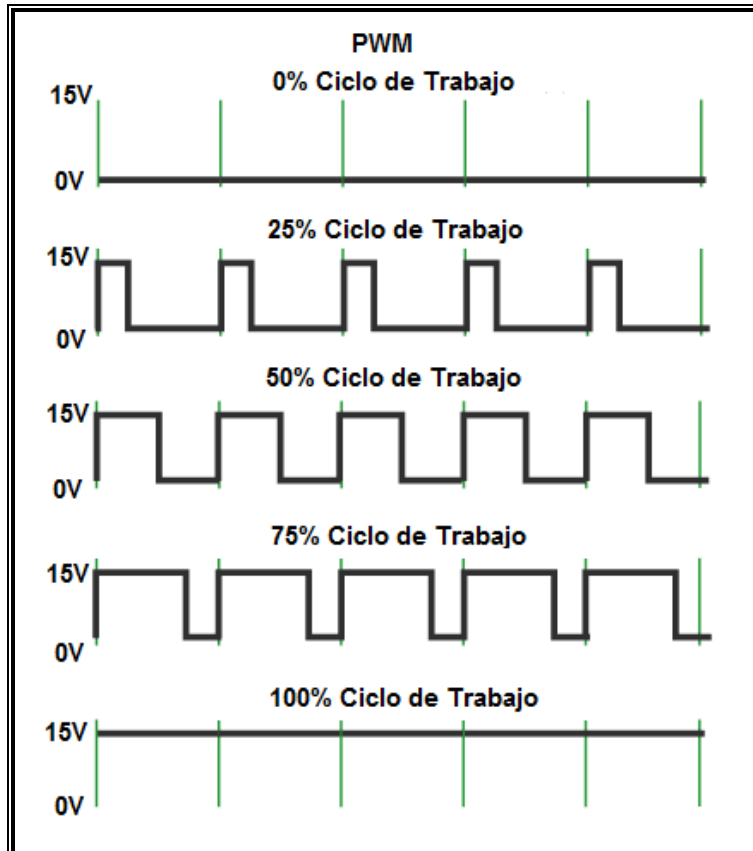 PWM
0% Ciclo de Trabajo
15V
0V
25% Ciclo de Trabajo
15V
0V
50% Ciclo de Trabajo
15V
0V
75% Ciclo de Trabajo
15V
0V
100% Ciclo de Trabajo
15V
0V